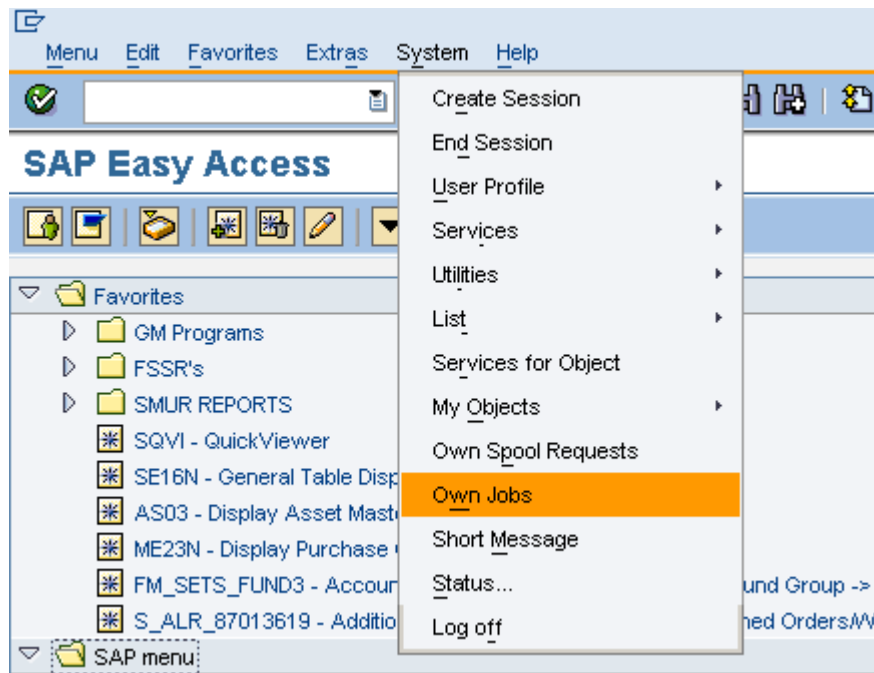 Menu Edit Favorites Extras System Help
Create Session
End Session
SAP Easy Access
User Profile
Services
Utilities
Favorites
List
GM Programs
Services for Object
FSSR's
My Objects
SMUR REPORTS
SQVI - QuickViewer
Own Spool Requests
SE16N - General Table Disp
Own Jobs
AS03 - Display Asset Mast
Short Message
ME23N - Display Purchase
Status...
FM_SETS_FUND3 - Accour und Group ->
S_ALR_87013619 - Additio ned Orders/W
Log off
SAP menu